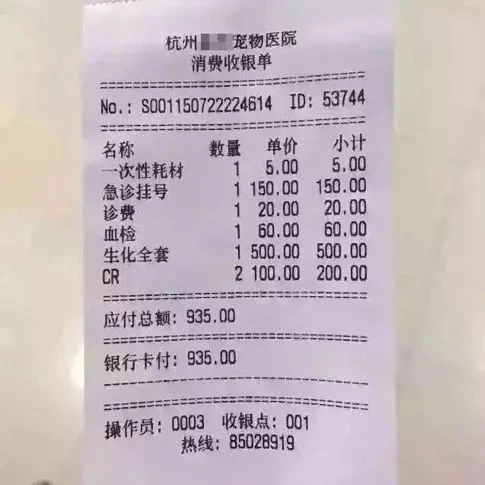 杭州 宠物医院
消费收银单
No.: S001150722224614 ID: 53744
名称 数量 单价 小计
一次性耗材 1 5.00 5.00
急诊挂号 1 150.00 150.00
诊费 1 20.00 20.00
血检 1 60.00 60.00
生化全套 1 500.00 500.00
CR 2 100.00 200.00
应付总额: 935.00
银行卡付: 935.00
操作员: 0003 收银点: 001
热线: 85028919